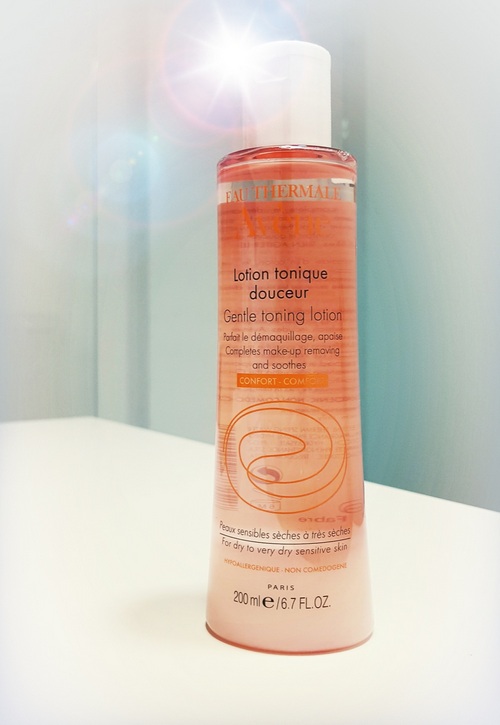 EAU THERMALE
Avène
Lotion tonique
douceur
Gentle toning lotion
Parfait le démaquillage, apaise
Completes make-up removing
and soothes
CONFORT - COMFORT
Peaux sensibles sèches à très sèches
For dry to very dry sensitive skin
HYPOALLERGENIQUE - NON COMEDOGENE
PARIS
200 ml e / 6.7 FL.OZ.
Fabre